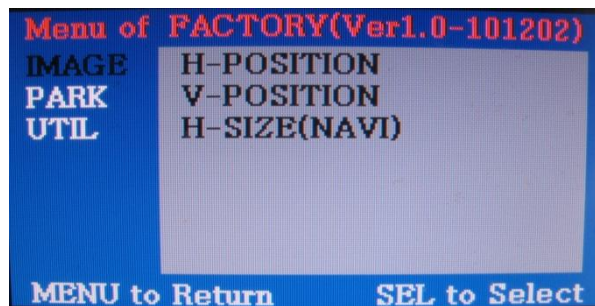 Menu of FACTORY(Ver1.0-101202)
IMAGE H-POSITION
PARK V-POSITION
UTIL H-SIZE(NAVI)
MENU to Return SEL to Select